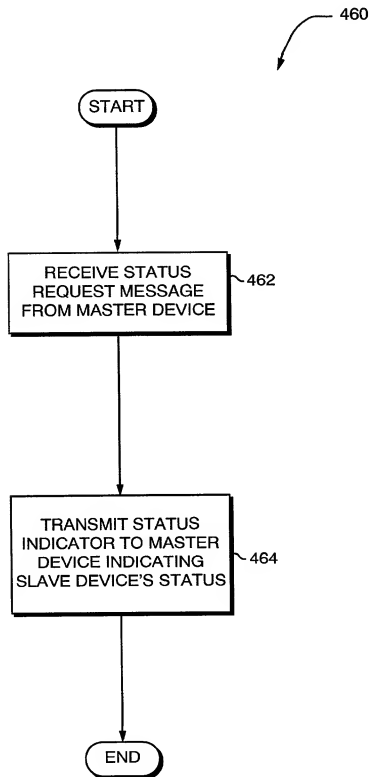 460
START
RECEIVE STATUS
REQUEST MESSAGE
FROM MASTER DEVICE
462
TRANSMIT STATUS
INDICATOR TO MASTER
DEVICE INDICATING
SLAVE DEVICE'S STATUS
464
END